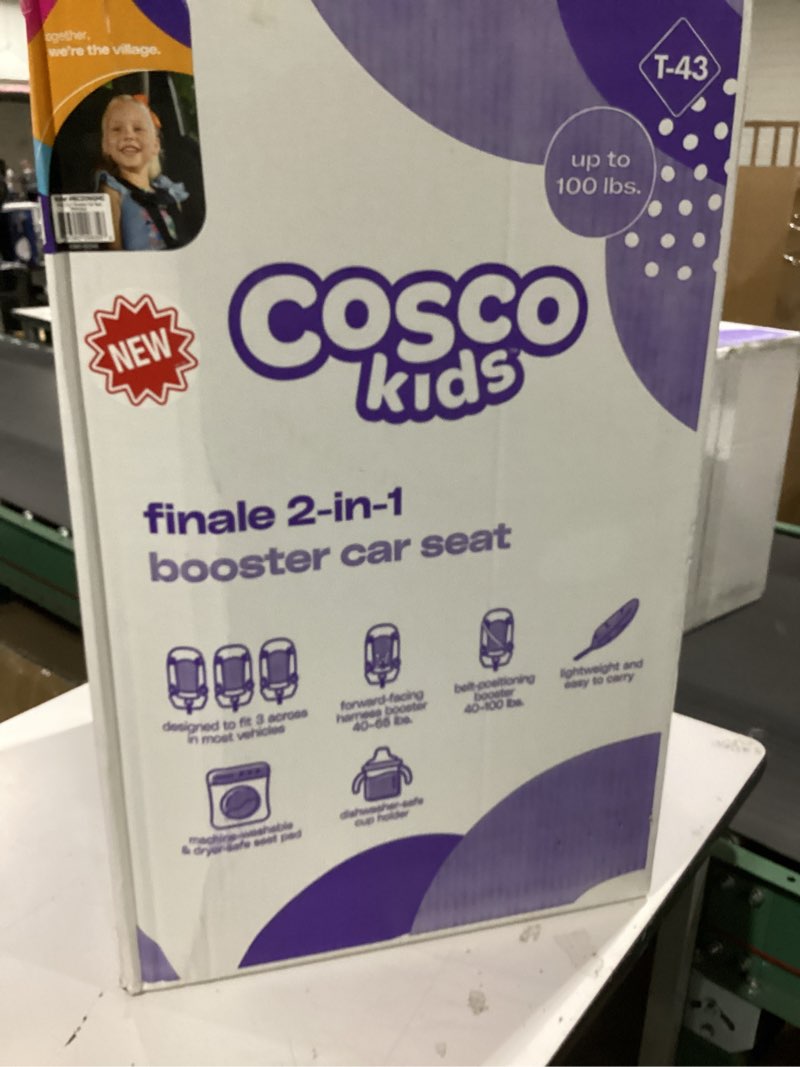 together,
we're the village.
T-43
up to
100 lbs.
NEW
COSCO
kids™
finale 2-in-1
booster car seat
designed to fit 3 across
in most vehicles
forward-facing
harness booster
40-65 lbs.
belt-positioning
booster
40-100 lbs.
lightweight and
easy to carry
machine-washable
& dryer-safe seat pad
dishwasher-safe
cup holder